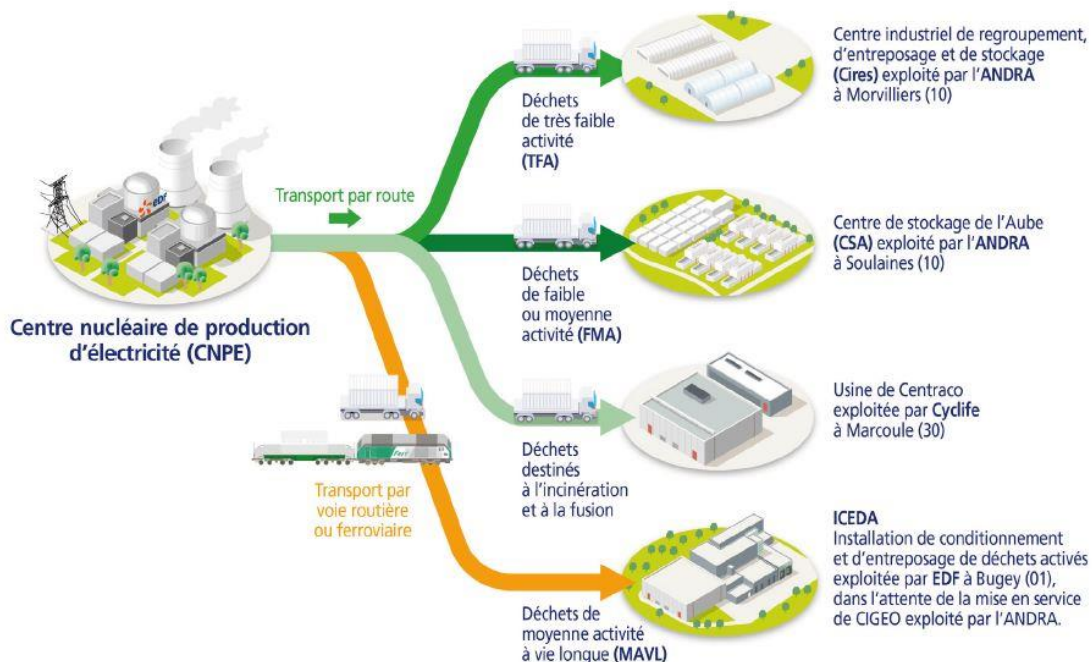 Centre industriel de regroupement,
d'entreposage et de stockage
(Cires) exploité par l'ANDRA
à Morvilliers (10)
Déchets
de très faible
activité
(TFA)
EDF
Transport par route
Centre de stockage de l'Aube
(CSA) exploité par l'ANDRA
à Soulaines (10)
Déchets
de faible
ou moyenne
activité (FMA)
Centre nucléaire de production
d'électricité (CNPE)
Usine de Centraco
exploitée par Cyclife
à Marcoule (30)
Déchets
destinés
à l'incinération
et à la fusion
Transport par
voie routière
ou ferroviaire
ICEDA
Installation de conditionnement
et d'entreposage de déchets activés
exploitée par EDF à Bugey (01),
dans l'attente de la mise en service
de CIGEO exploité par l'ANDRA.
Déchets de
moyenne activité
à vie longue (MAVL)